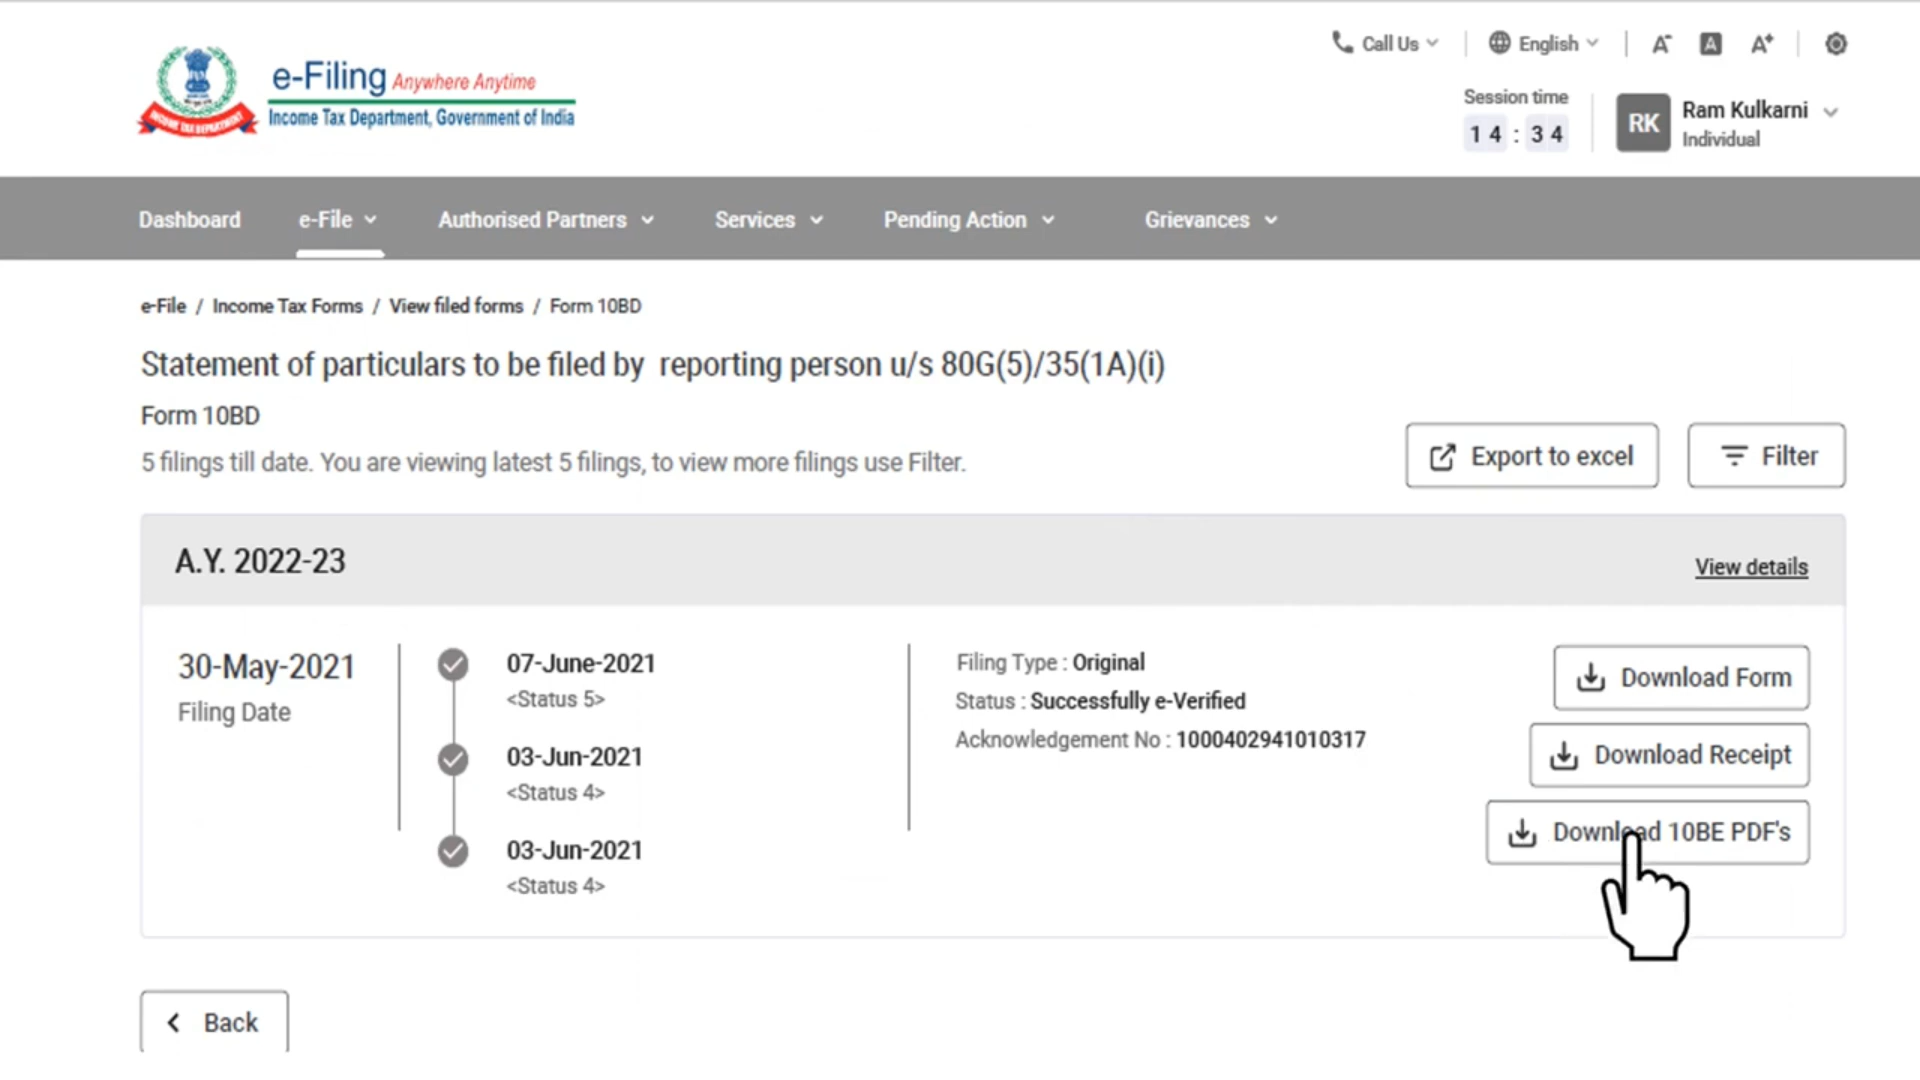 Call Us
English
A- A A+
e-Filing Anywhere Anytime
Income Tax Department, Government of India
INCOME TAX DEPARTMENT
Session time
14 : 34
RK
Ram Kulkarni
Individual
Dashboard e-File Authorised Partners Services Pending Action Grievances
e-File / Income Tax Forms / View filed forms / Form 10BD
Statement of particulars to be filed by reporting person u/s 80G(5)/35(1A)(i)
Form 10BD
5 filings till date. You are viewing latest 5 filings, to view more filings use Filter.
Export to excel
Filter
A.Y. 2022-23
View details
30-May-2021
Filing Date
07-June-2021
<Status 5>
03-Jun-2021
<Status 4>
03-Jun-2021
<Status 4>
Filing Type : Original
Status : Successfully e-Verified
Acknowledgement No : 1000402941010317
Download Form
Download Receipt
Download 10BE PDF's
Back